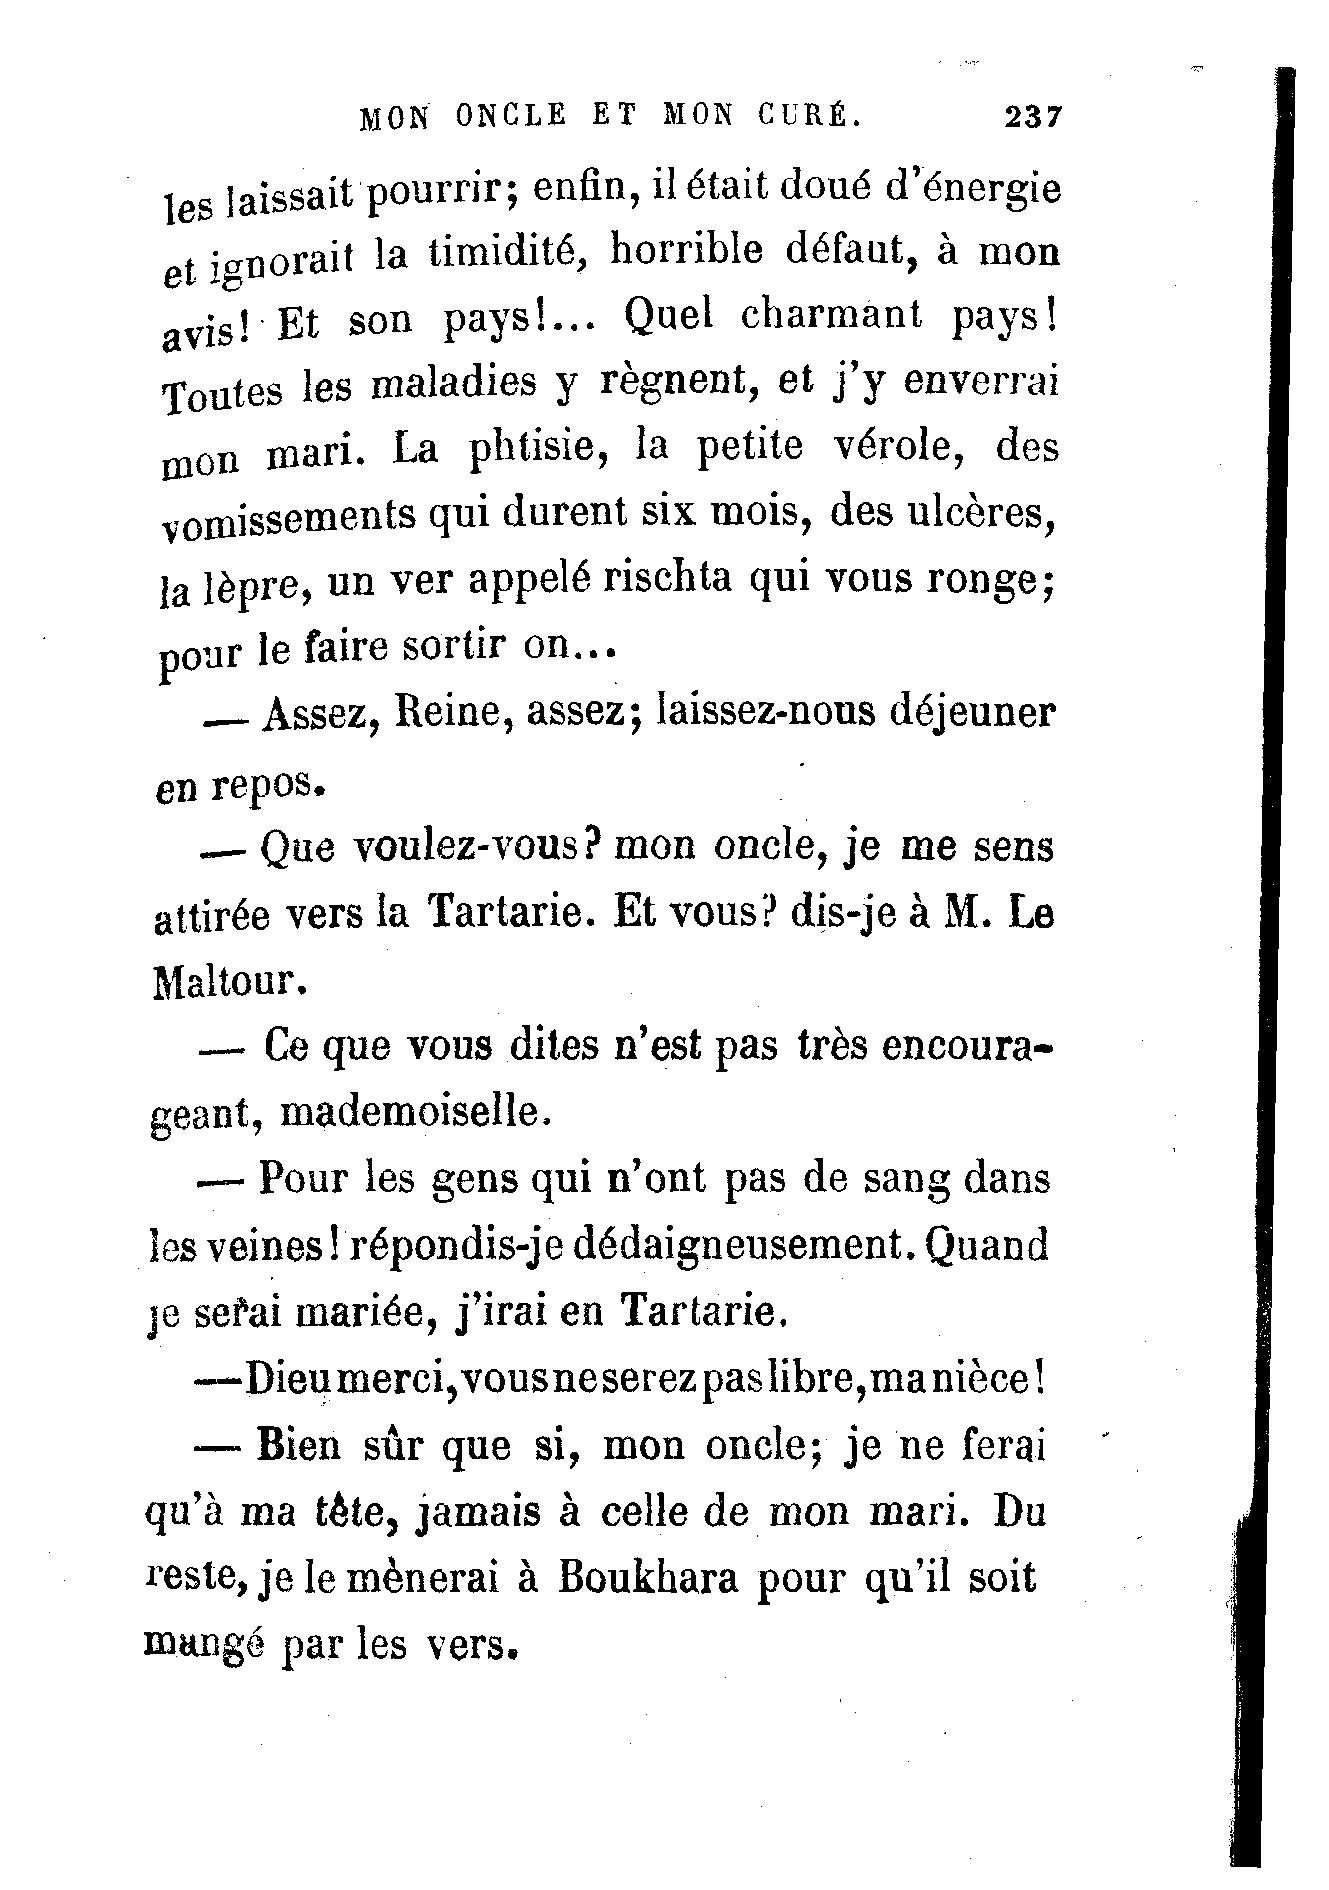 MON ONCLE ET MON CURÉ. 237
les laissait pourrir; enfin, il était doué d'énergie
et ignorait la timidité, horrible défaut, à mon
avis! Et son pays!... Quel charmant pays!
Toutes les maladies y règnent, et j'y enverrai
mon mari. La phtisie, la petite vérole, des
vomissements qui durent six mois, des ulcères,
la lèpre, un ver appelé rischta qui vous ronge;
pour le faire sortir on...
— Assez, Reine, assez; laissez-nous déjeuner
en repos.
— Que voulez-vous? mon oncle, je me sens
attirée vers la Tartarie. Et vous? dis-je à M. Le
Maltour.
— Ce que vous dites n'est pas très encoura-
geant, mademoiselle.
— Pour les gens qui n'ont pas de sang dans
les veines! répondis-je dédaigneusement. Quand
je serai mariée, j'irai en Tartarie.
— Dieu merci, vous ne serez pas libre, ma nièce!
— Bien sûr que si, mon oncle; je ne ferai
qu'à ma tête, jamais à celle de mon mari. Du
reste, je le mènerai à Boukhara pour qu'il soit
mangé par les vers.